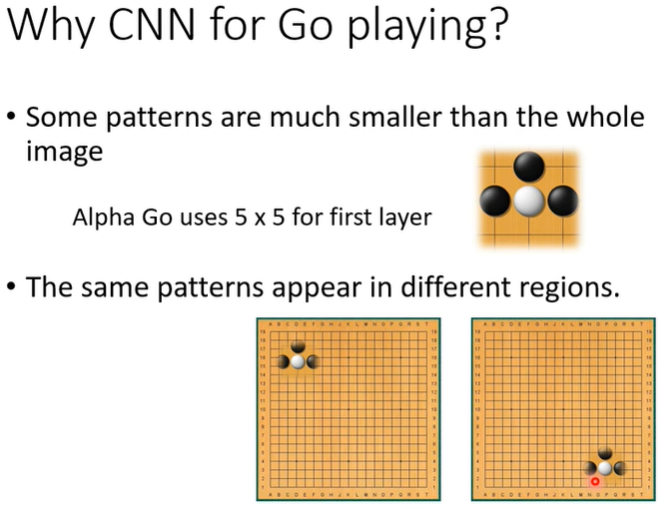 Why CNN for Go playing?
• Some patterns are much smaller than the whole
image
Alpha Go uses 5 x 5 for first layer
• The same patterns appear in different regions.